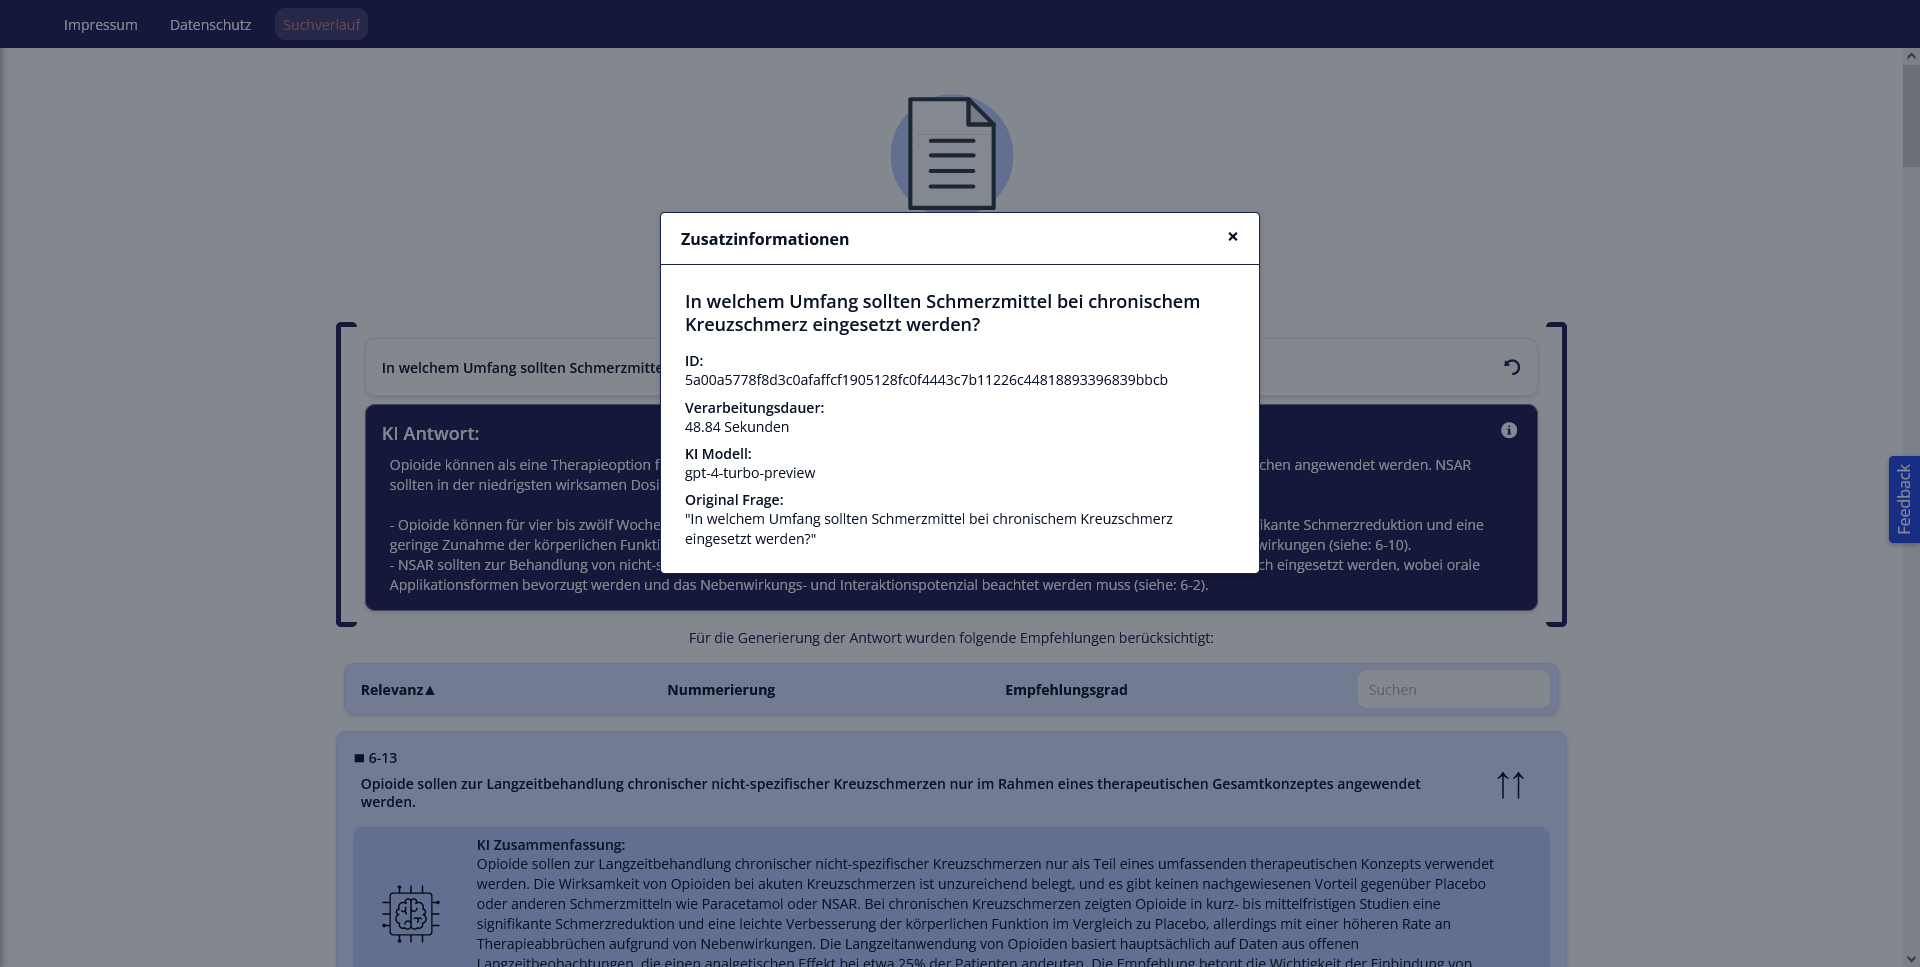 Impressum
Datenschutz
Suchverlauf
Zusatzinformationen
×
In welchem Umfang sollten Schmerzmittel bei chronischem
Kreuzschmerz eingesetzt werden?
ID:
5a00a5778f8d3c0afaffcf1905128fc0f4443c7b11226c44818893396839bbcb
Verarbeitungsdauer:
48.84 Sekunden
KI Modell:
gpt-4-turbo-preview
Original Frage:
"In welchem Umfang sollten Schmerzmittel bei chronischem Kreuzschmerz
eingesetzt werden?"
In welchem Umfang sollten Schmerzmitte
KI Antwort:
Opioide können als eine Therapieoption f
chen angewendet werden. NSAR
sollten in der niedrigsten wirksamen Dosi
- Opioide können für vier bis zwölf Woche
ikante Schmerzreduktion und eine
geringe Zunahme der körperlichen Funkti
wirkungen (siehe: 6-10).
- NSAR sollten zur Behandlung von nicht-s
ch eingesetzt werden, wobei orale
Applikationsformen bevorzugt werden und das Nebenwirkungs- und Interaktionspotenzial beachtet werden muss (siehe: 6-2).
Feedback
Für die Generierung der Antwort wurden folgende Empfehlungen berücksichtigt:
Relevanz▲
Nummerierung
Empfehlungsgrad
Suchen
■ 6-13
Opioide sollen zur Langzeitbehandlung chronischer nicht-spezifischer Kreuzschmerzen nur im Rahmen eines therapeutischen Gesamtkonzeptes angewendet
werden.
↑↑
KI Zusammenfassung:
Opioide sollen zur Langzeitbehandlung chronischer nicht-spezifischer Kreuzschmerzen nur als Teil eines umfassenden therapeutischen Konzepts verwendet
werden. Die Wirksamkeit von Opioiden bei akuten Kreuzschmerzen ist unzureichend belegt, und es gibt keinen nachgewiesenen Vorteil gegenüber Placebo
oder anderen Schmerzmitteln wie Paracetamol oder NSAR. Bei chronischen Kreuzschmerzen zeigten Opioide in kurz- bis mittelfristigen Studien eine
signifikante Schmerzreduktion und eine leichte Verbesserung der körperlichen Funktion im Vergleich zu Placebo, allerdings mit einer höheren Rate an
Therapieabbrüchen aufgrund von Nebenwirkungen. Die Langzeitanwendung von Opioiden basiert hauptsächlich auf Daten aus offenen
Langzeitbeobachtungen, die einen analgetischen Effekt bei etwa 25% der Patienten andeuten. Die Empfehlung betont die Wichtigkeit der Einbindung von